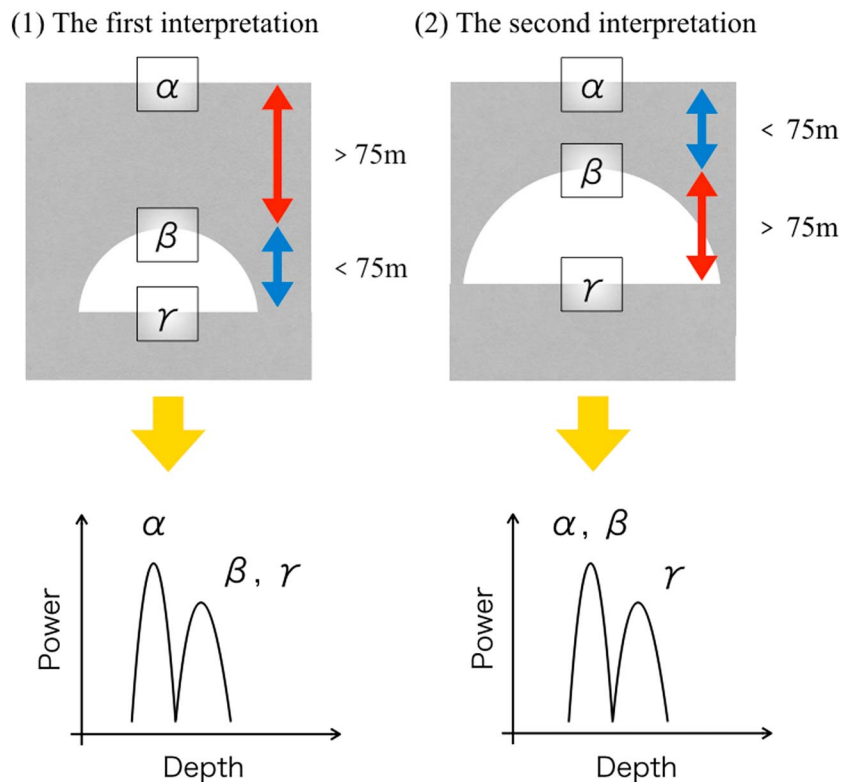 (1) The first interpretation
(2) The second interpretation
α
> 75m
β
< 75m
γ
α
< 75m
β
> 75m
γ
α
β, γ
Power
Depth
α, β
γ
Power
Depth